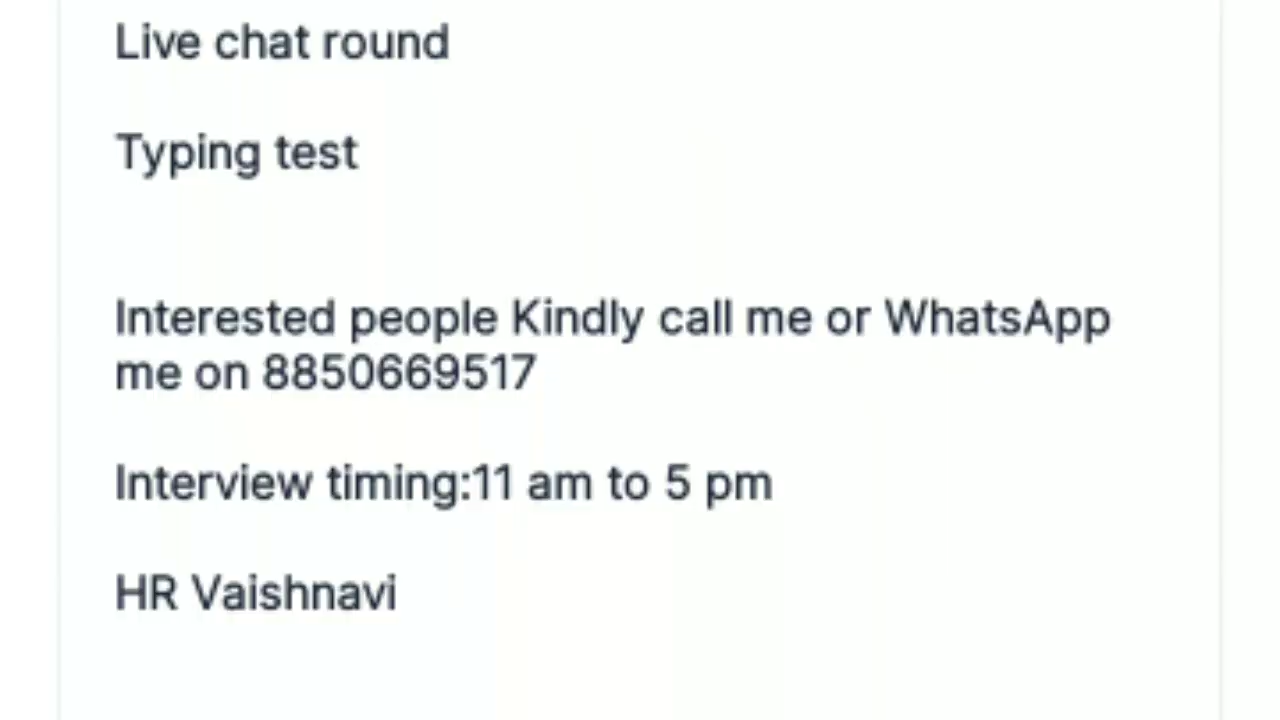 Live chat round
Typing test
Interested people Kindly call me or WhatsApp
me on 8850669517
Interview timing:11 am to 5 pm
HR Vaishnavi